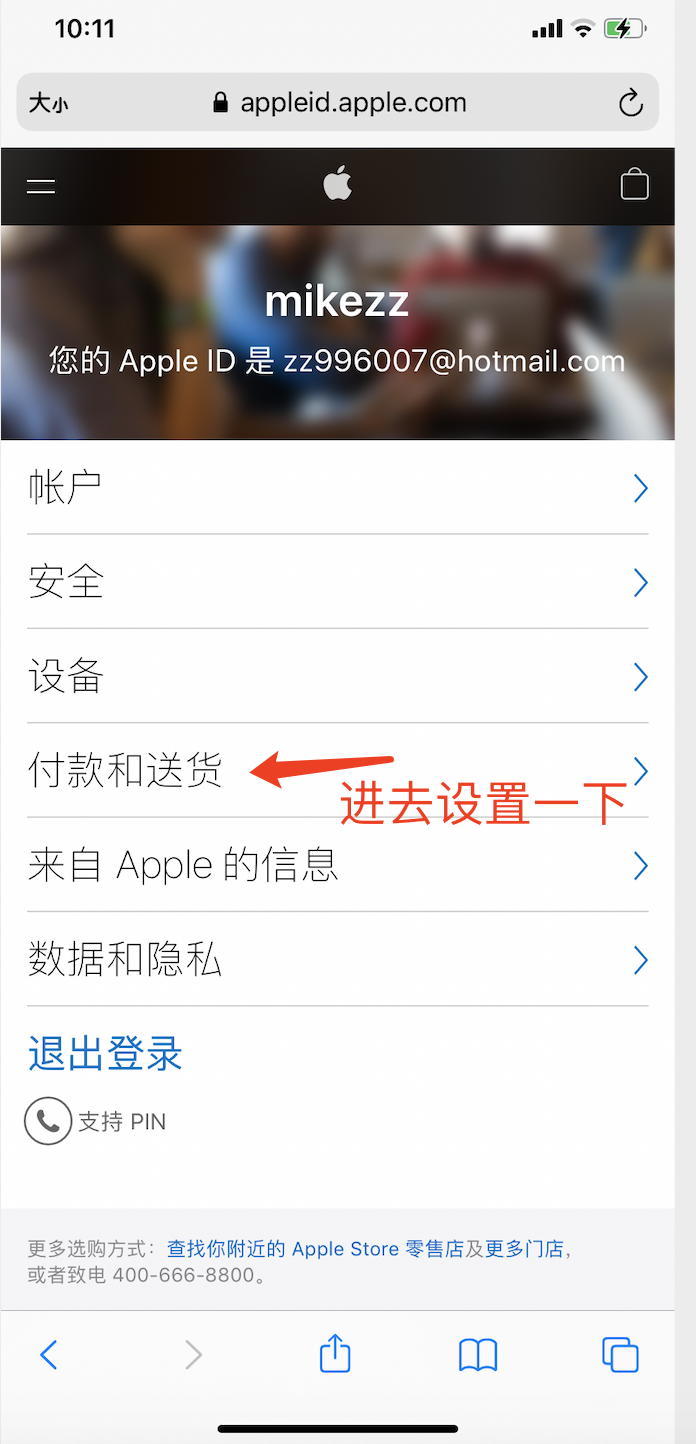 10:11
大小 appleid.apple.com
mikezz
您的 Apple ID 是 zz996007@hotmail.com
帐户
安全
设备
付款和送货
进去设置一下
来自 Apple 的信息
数据和隐私
退出登录
支持 PIN
更多选购方式：查找你附近的 Apple Store 零售店及更多门店，
或者致电 400-666-8800。